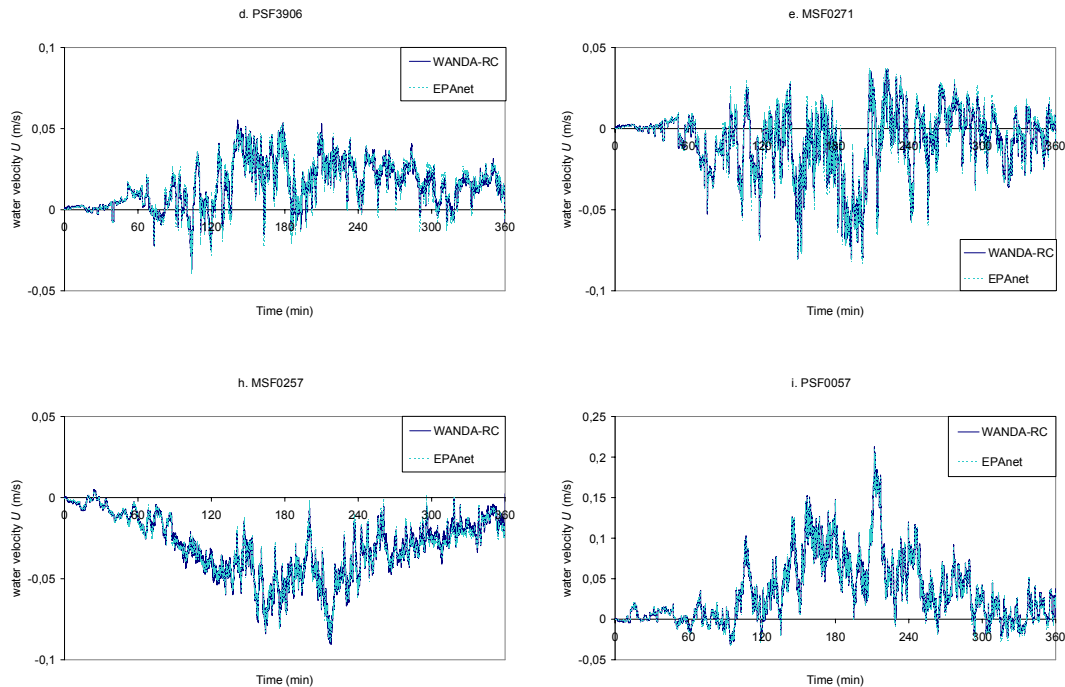 d. PSF3906
0,1
0,05
0
-0,05
water velocity U (m/s)
0
60
120
180
240
300
360
Time (min)
WANDA-RC
EPAnet
e. MSF0271
0,05
0
-0,05
-0,1
water velocity U (m/s)
0
60
120
180
240
300
360
Time (min)
WANDA-RC
EPAnet
h. MSF0257
0,05
0
-0,05
-0,1
water velocity U (m/s)
0
60
120
180
240
300
360
Time (min)
WANDA-RC
EPAnet
i. PSF0057
0,25
0,2
0,15
0,1
0,05
0
-0,05
water velocity U (m/s)
0
60
120
180
240
300
360
Time (min)
WANDA-RC
EPAnet